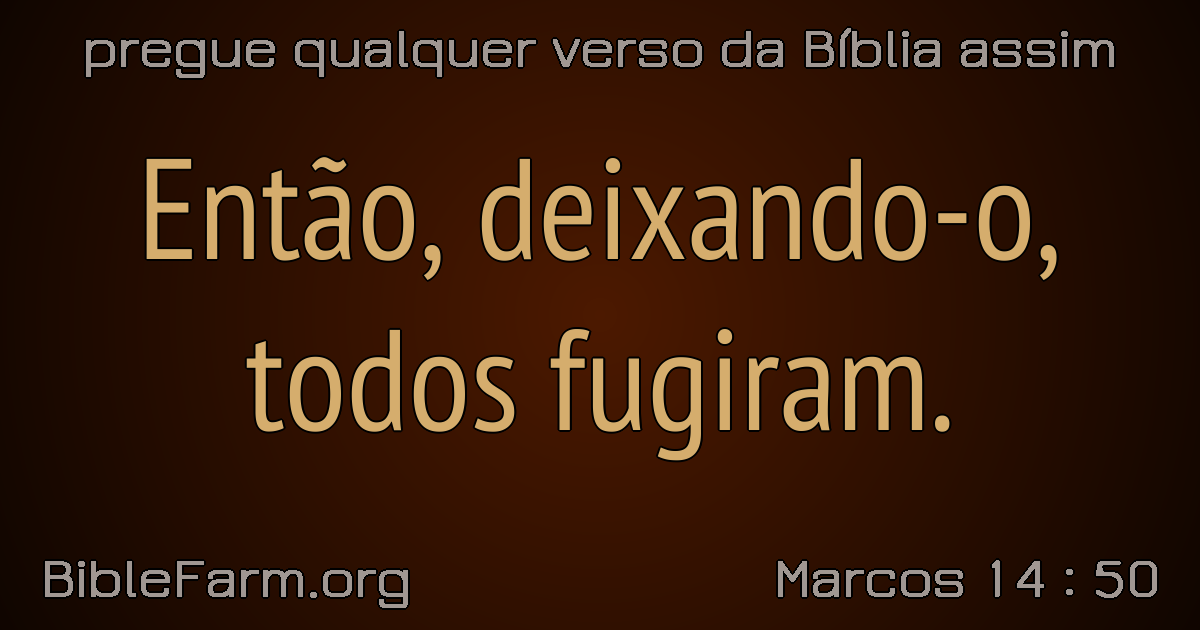 pregue qualquer verso da Bíblia assim
Então, deixando-o,
todos fugiram.
BibleFarm.org
Marcos 14 : 50